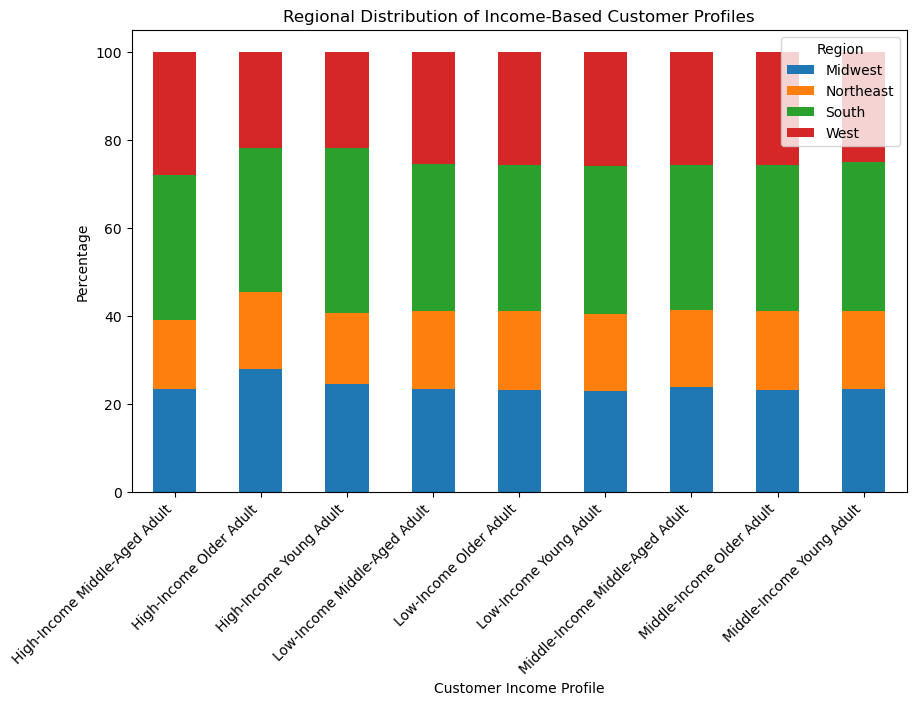 Regional Distribution of Income-Based Customer Profiles
Region
Midwest
Northeast
South
West
Percentage
100
80
60
40
20
0
High-Income Middle-Aged Adult
High-Income Older Adult
High-Income Young Adult
Low-Income Middle-Aged Adult
Low-Income Older Adult
Low-Income Young Adult
Middle-Income Middle-Aged Adult
Middle-Income Older Adult
Middle-Income Young Adult
Customer Income Profile